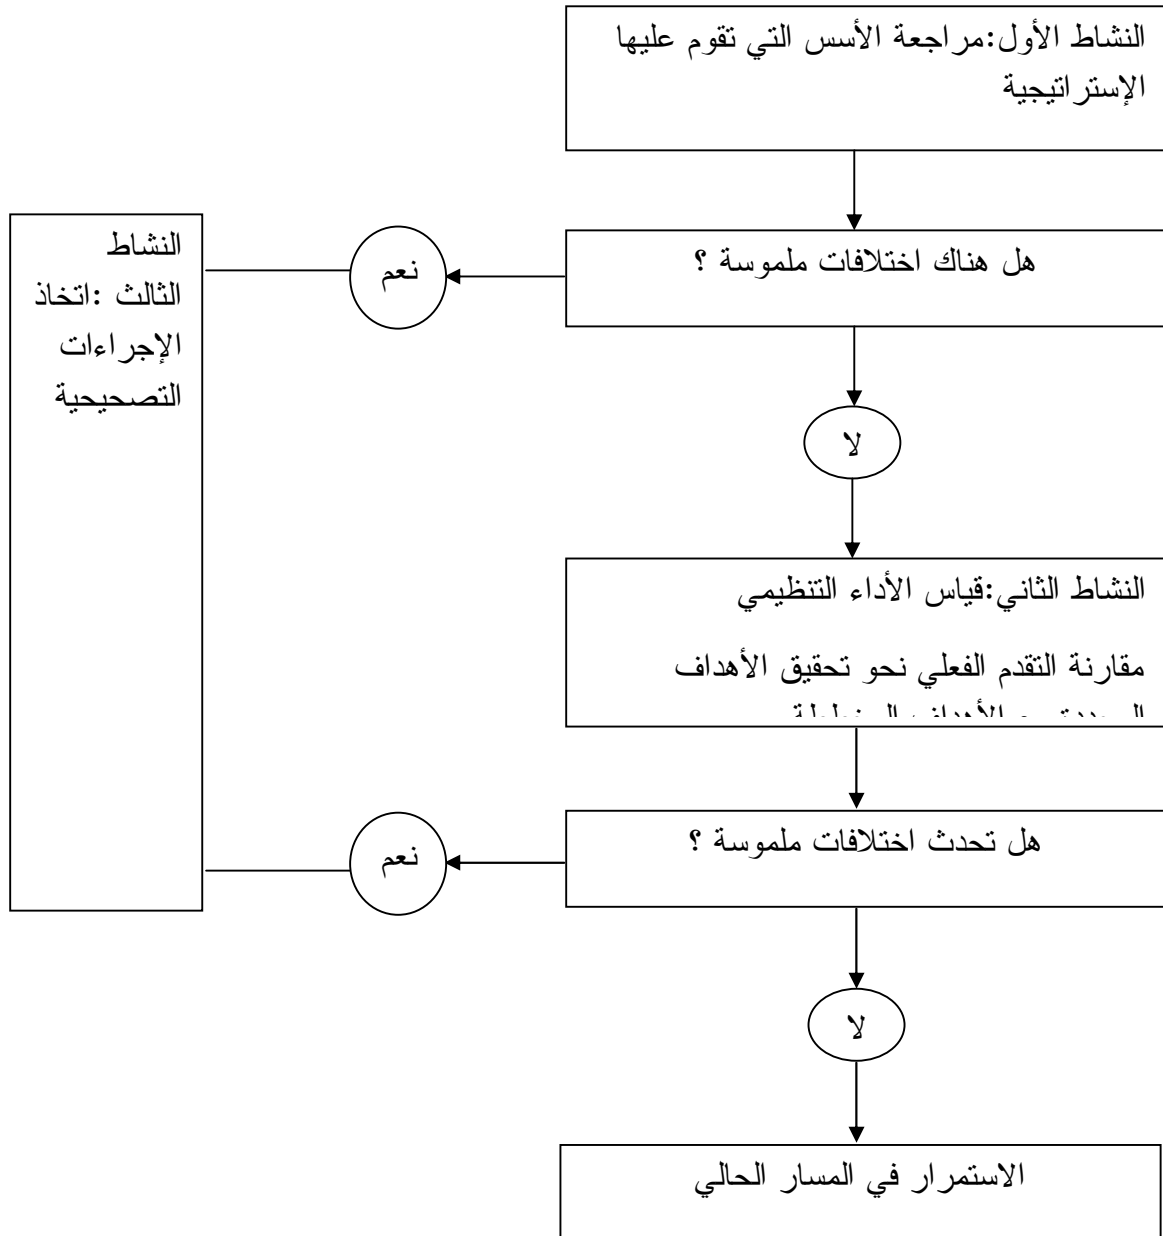 النشاط الأول:مراجعة الأسس التي تقوم عليها
الإستراتيجية
هل هناك اختلافات ملموسة ؟
نعم
النشاط
الثالث :اتخاذ
الإجراءات
التصحيحية
لا
النشاط الثاني:قياس الأداء التنظيمي
مقارنة التقدم الفعلي نحو تحقيق الأهداف
الأهداف
هل تحدث اختلافات ملموسة ؟
نعم
لا
الاستمرار في المسار الحالي